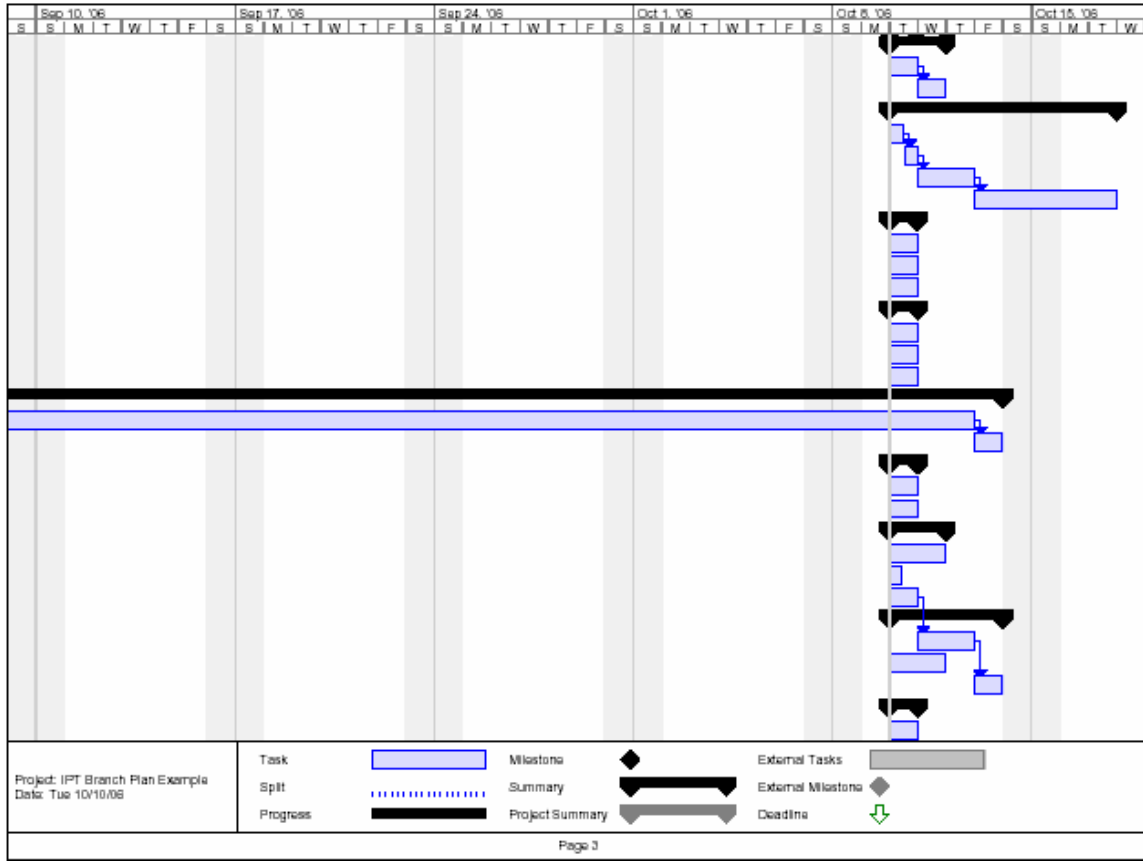 Sep 10, '06 Sep 17, '06 Sep 24, '06 Oct 1, '06 Oct 8, '06 Oct 15, '06
S S M T W T F S S M T W T F S S M T W T F S S M T W T F S S M T W T F S S M T W
Task Milestone External Tasks
Project: IPT Branch Plan Example
Date: Tue 10/10/06
Split Summary External Milestone
Progress Project Summary Deadline
Page 3